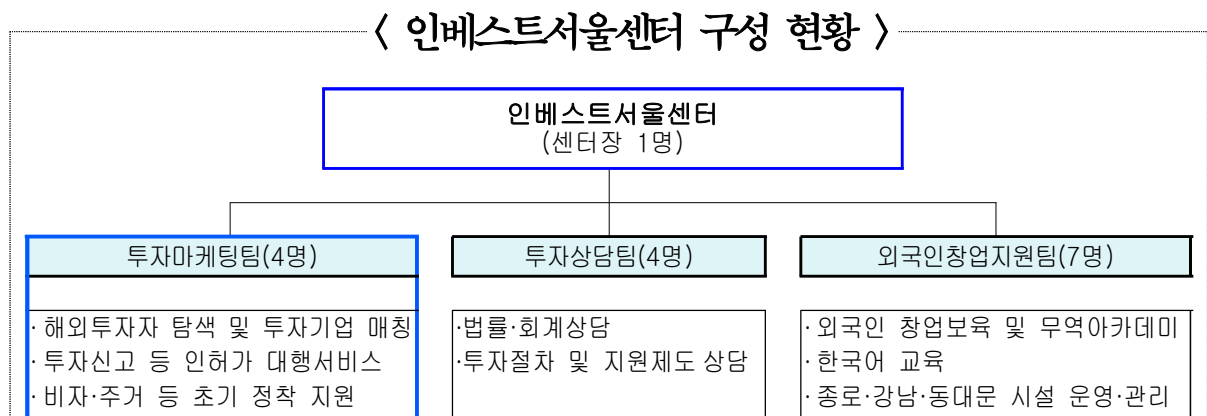 〈 인베스트서울센터 구성 현황 〉
인베스트서울센터
(센터장 1명)
투자마케팅팀(4명)
· 해외투자자 탐색 및 투자기업 매칭
· 투자신고 등 인허가 대행서비스
· 비자·주거 등 초기 정착 지원
투자상담팀(4명)
·법률·회계상담
·투자절차 및 지원제도 상담
외국인창업지원팀(7명)
· 외국인 창업보육 및 무역아카데미
· 한국어 교육
· 종로·강남·동대문 시설 운영·관리